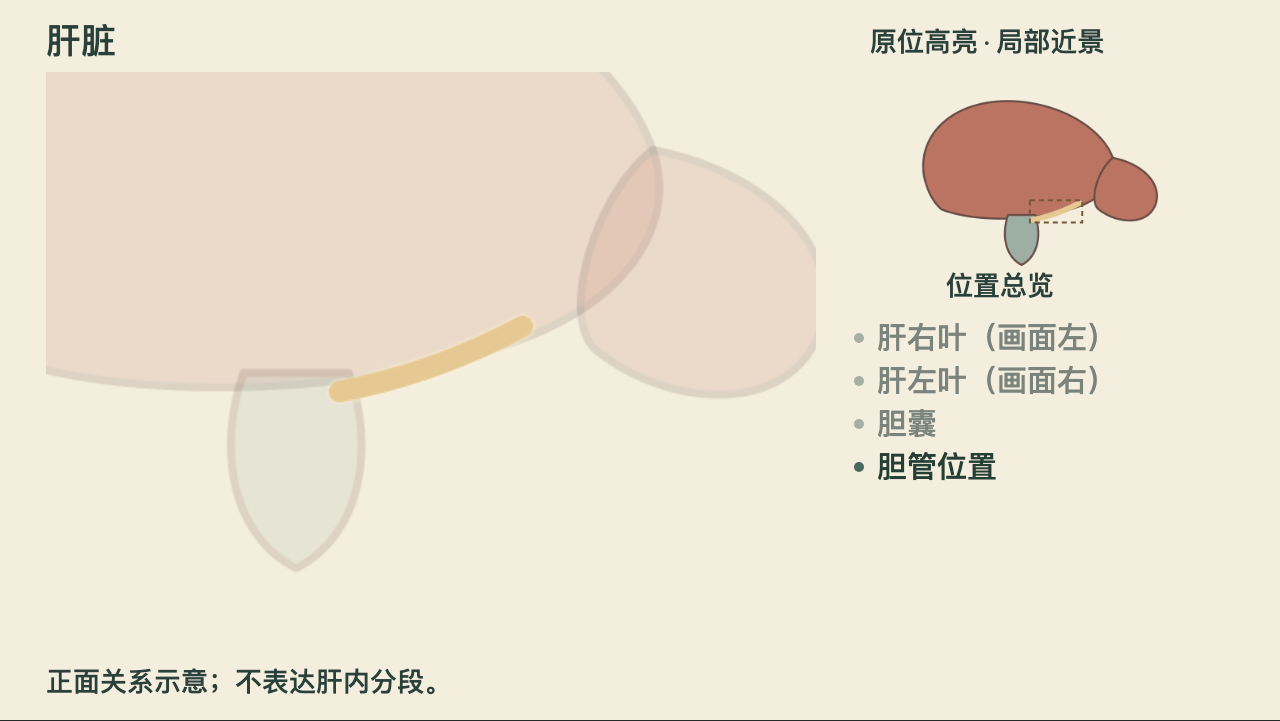 肝脏
原位高亮 · 局部近景
位置总览
肝右叶（画面左）
肝左叶（画面右）
胆囊
胆管位置
正面关系示意；不表达肝内分段。